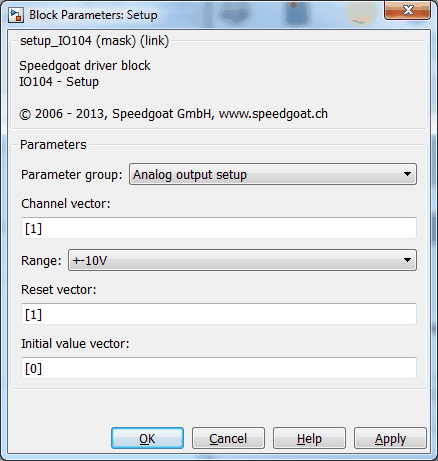 Block Parameters: Setup
setup_IO104 (mask) (link)
Speedgoat driver block
IO104 - Setup
© 2006 - 2013, Speedgoat GmbH, www.speedgoat.ch
Parameters
Parameter group: Analog output setup
Channel vector:
[1]
Range: +-10V
Reset vector:
[1]
Initial value vector:
[0]
OK Cancel Help Apply